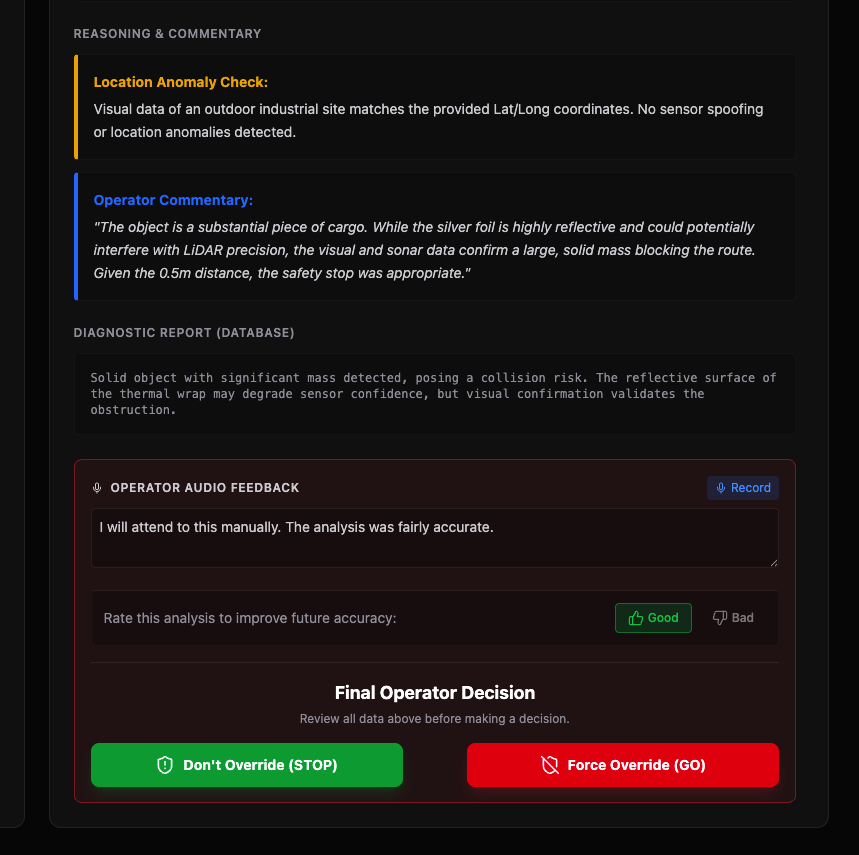 REASONING & COMMENTARY
Location Anomaly Check:
Visual data of an outdoor industrial site matches the provided Lat/Long coordinates. No sensor spoofing
or location anomalies detected.
Operator Commentary:
"The object is a substantial piece of cargo. While the silver foil is highly reflective and could potentially
interfere with LiDAR precision, the visual and sonar data confirm a large, solid mass blocking the route.
Given the 0.5m distance, the safety stop was appropriate."
DIAGNOSTIC REPORT (DATABASE)
Solid object with significant mass detected, posing a collision risk. The reflective surface of
the thermal wrap may degrade sensor confidence, but visual confirmation validates the
obstruction.
OPERATOR AUDIO FEEDBACK
Record
I will attend to this manually. The analysis was fairly accurate.
Rate this analysis to improve future accuracy:
Good
Bad
Final Operator Decision
Review all data above before making a decision.
Don't Override (STOP)
Force Override (GO)